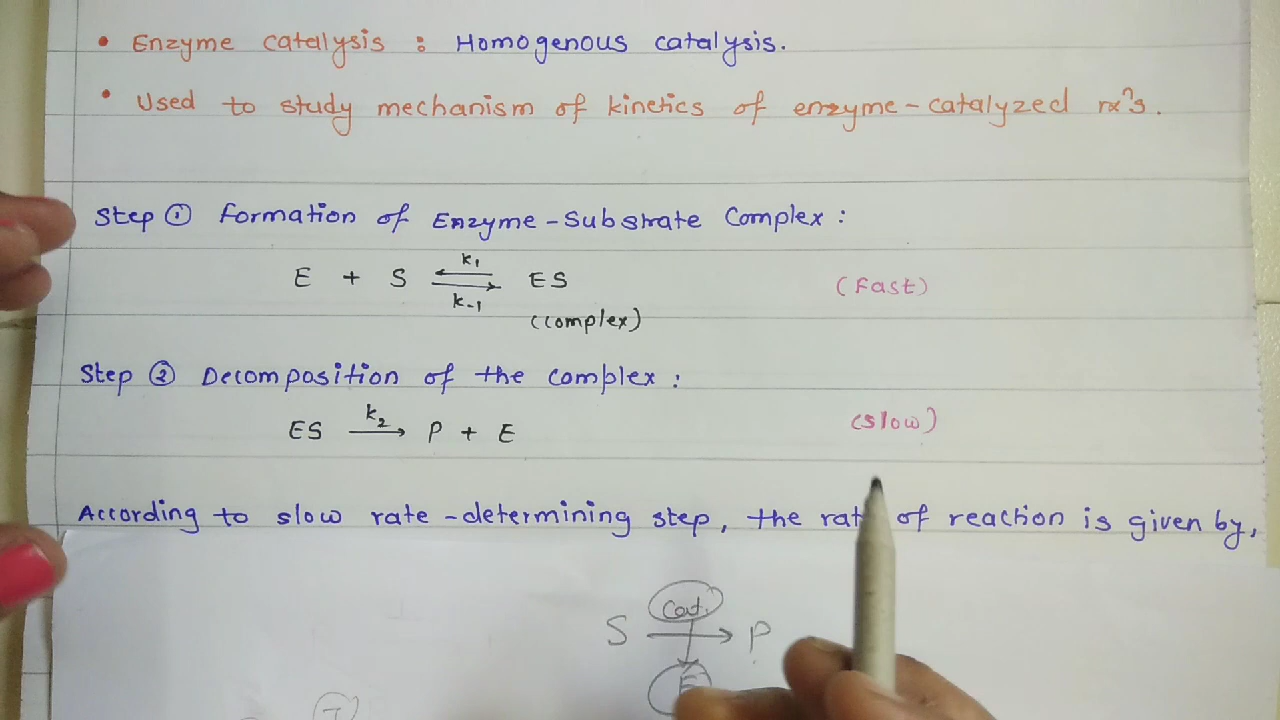 • Enzyme catalysis : Homogenous catalysis.
• Used to study mechanism of kinetics of enzyme-catalyzed rxⁿs.
Step ① Formation of Enzyme-Substrate Complex :
k₁
E + S ⇌ ES (Fast)
k₋₁
(complex)
Step ② Decomposition of the complex :
k₂
ES → P + E (slow)
According to slow rate-determining step, the rate of reaction is given by,
Cat.
S → P
E